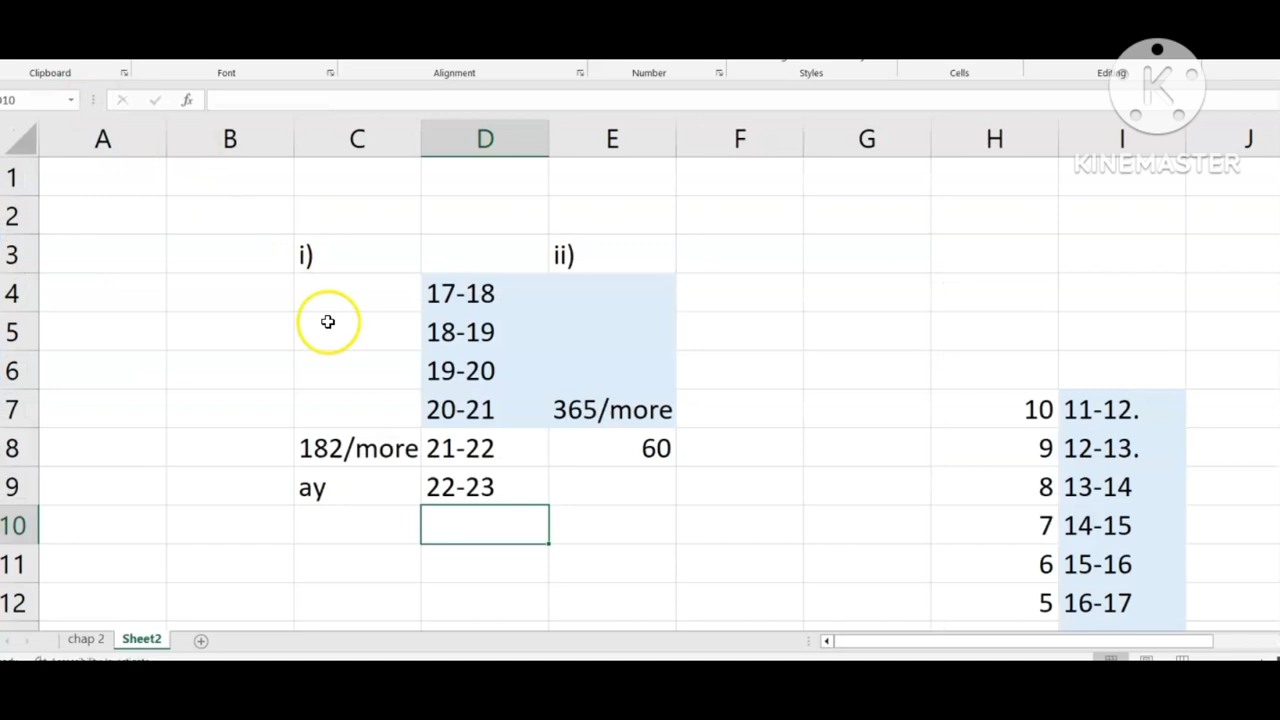 Clipboard Font Alignment Number Styles Cells Editing
010
fx
KINEMASTER
A B C D E F G H I J
1
2
3 i) ii)
4 17-18
5 18-19
6 19-20
7 20-21 365/more 10 11-12.
8 182/more 21-22 60 9 12-13.
9 ay 22-23 8 13-14
10 7 14-15
11 6 15-16
12 5 16-17
chap 2 Sheet2